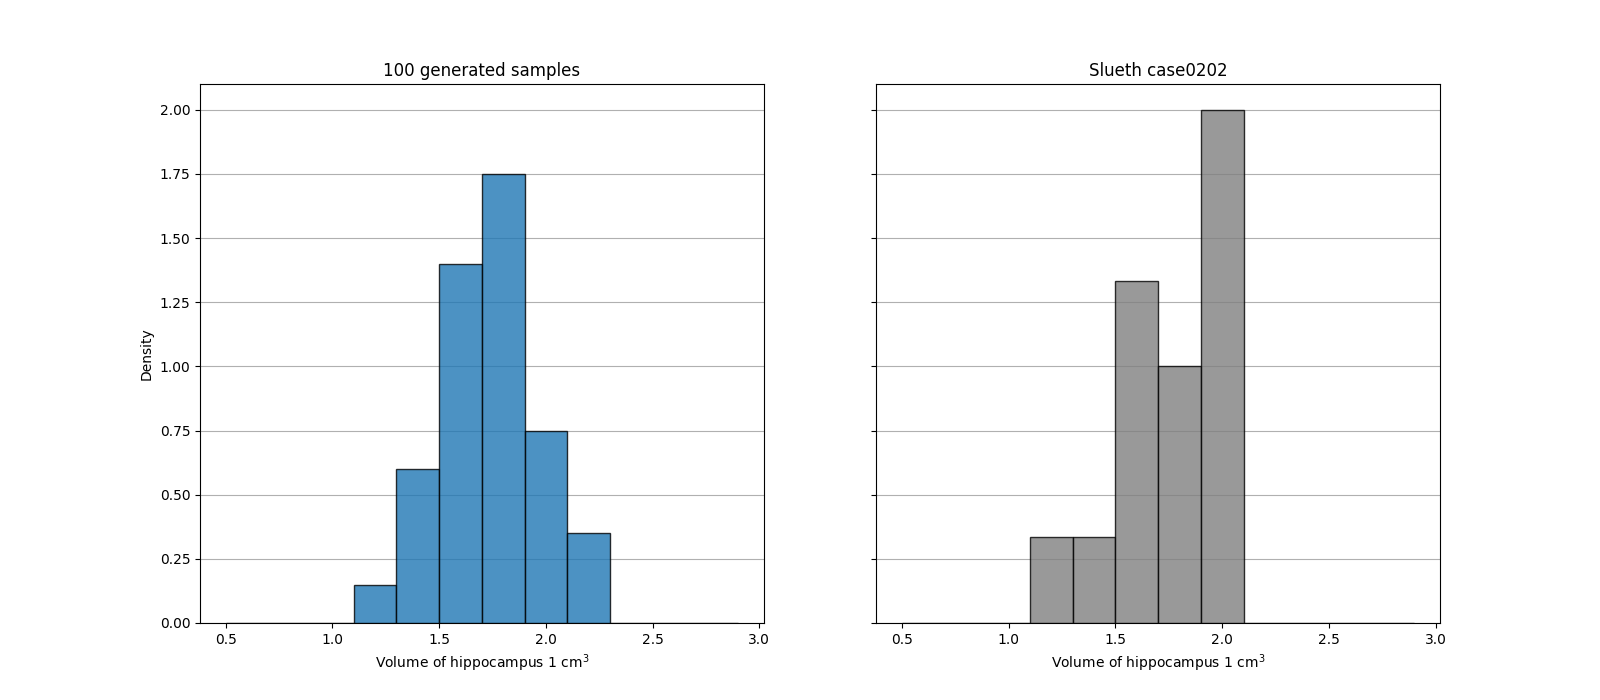 100 generated samples
2.00
1.75
1.50
1.25
1.00
0.75
0.50
0.25
0.00
Density
0.5 1.0 1.5 2.0 2.5 3.0
Volume of hippocampus 1 cm³
Slueth case0202
0.5 1.0 1.5 2.0 2.5 3.0
Volume of hippocampus 1 cm³